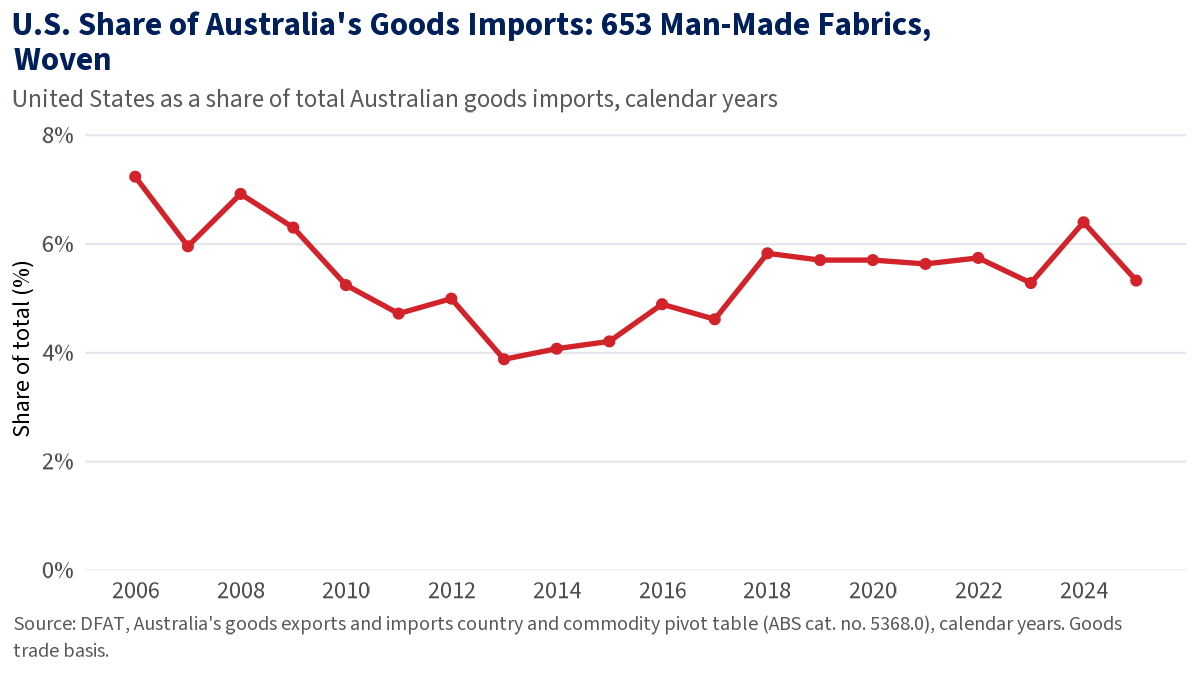 U.S. Share of Australia's Goods Imports: 653 Man-Made Fabrics,
Woven
United States as a share of total Australian goods imports, calendar years
8%
6%
4%
2%
0%
Share of total (%)
2006 2008 2010 2012 2014 2016 2018 2020 2022 2024
Source: DFAT, Australia's goods exports and imports country and commodity pivot table (ABS cat. no. 5368.0), calendar years. Goods
trade basis.